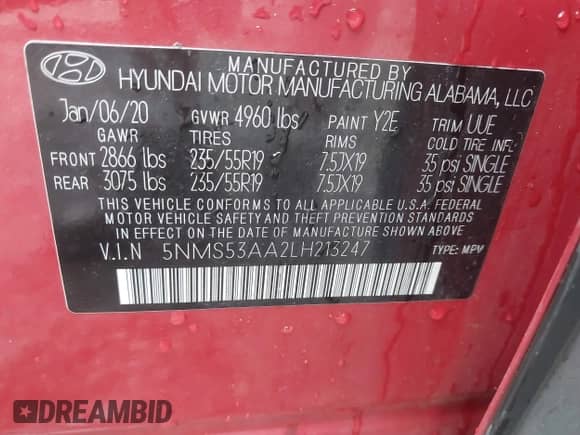 MANUFACTURED BY
HYUNDAI MOTOR MANUFACTURING ALABAMA, LLC
Jan/06/20 GVWR 4960 lbs PAINT Y2E TRIM UUE
GAWR TIRES RIMS COLD TIRE INFL.
FRONT 2866 lbs 235/55R19 7.5JX19 35 psi SINGLE
REAR 3075 lbs 235/55R19 7.5JX19 35 psi SINGLE
THIS VEHICLE CONFORMS TO ALL APPLICABLE U.S.A. FEDERAL
MOTOR VEHICLE SAFETY, BUMPER, AND THEFT PREVENTION STANDARDS
IN EFFECT ON THE DATE OF MANUFACTURE SHOWN ABOVE.
V.I.N 5NMS53AA2LH213247 TYPE: MPV
DREAMBID